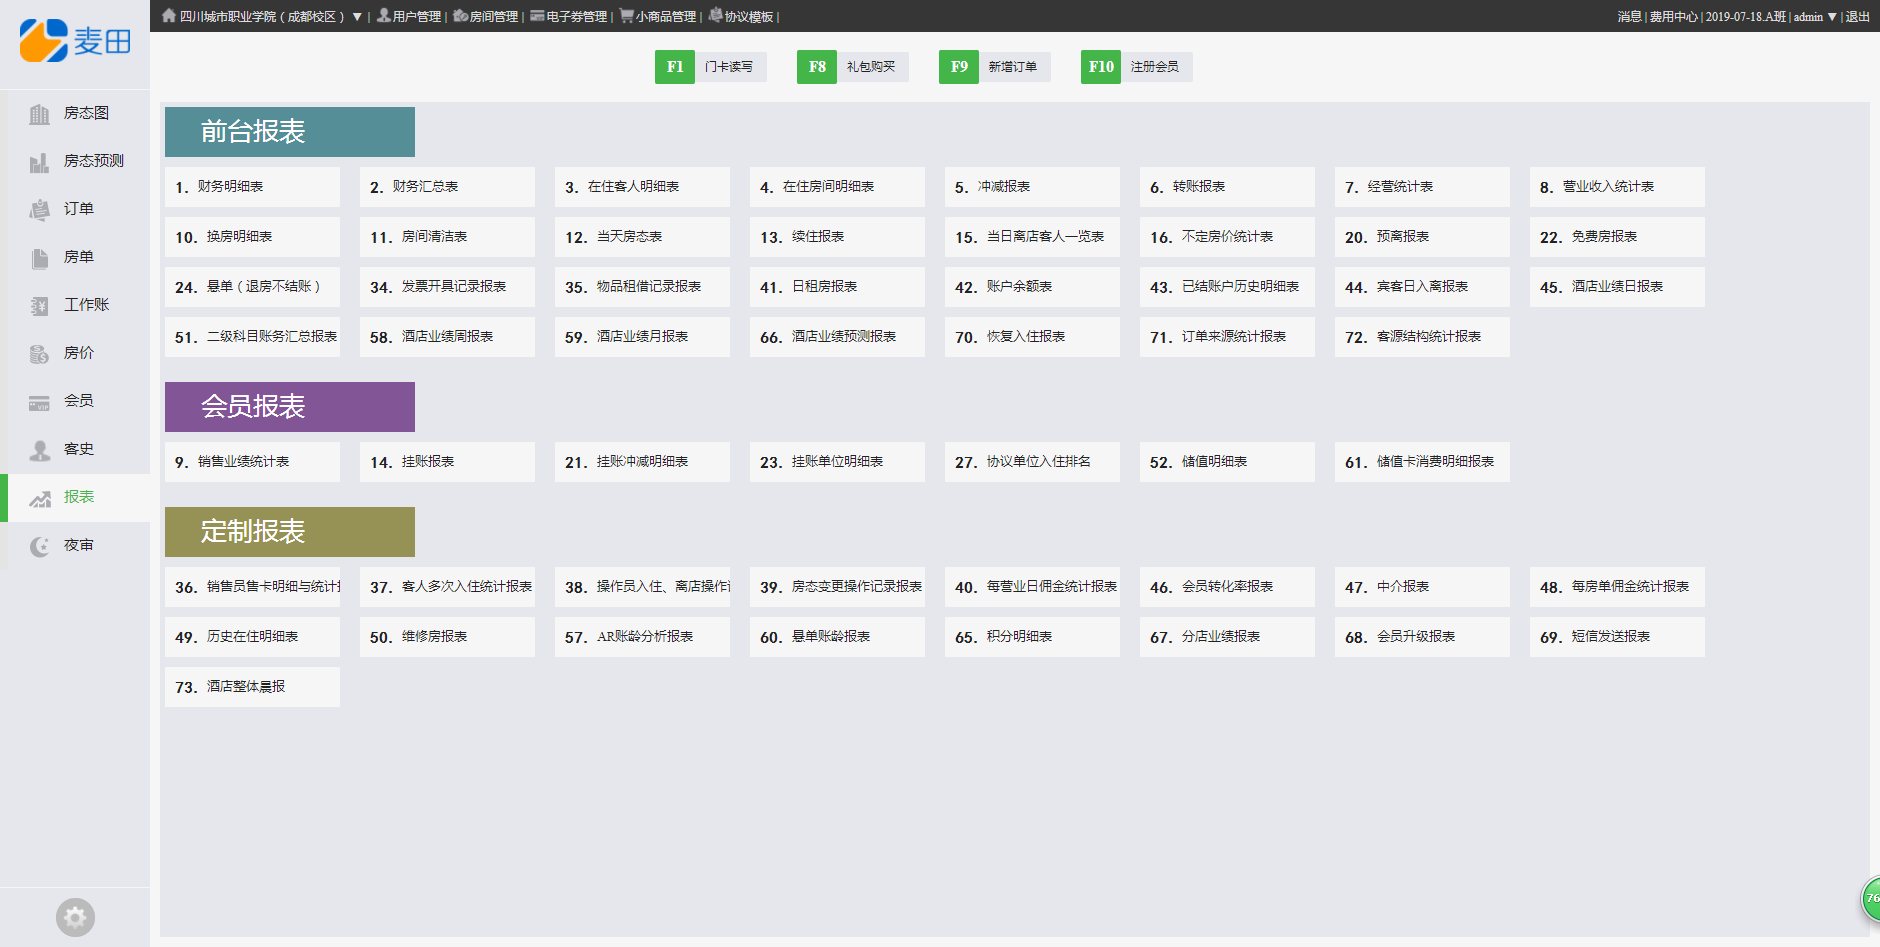 四川城市职业学院（成都校区） ▼ | 用户管理 | 房间管理 | 电子券管理 | 小商品管理 | 协议模板 |
消息 | 费用中心 | 2019-07-18.A班 | admin ▼ | 退出
麦田
F1 门卡读写 F8 礼包购买 F9 新增订单 F10 注册会员
房态图
房态预测
订单
房单
工作账
房价
会员
客史
报表
夜审
前台报表
1. 财务明细表 2. 财务汇总表 3. 在住客人明细表 4. 在住房间明细表 5. 冲减报表 6. 转账报表 7. 经营统计表 8. 营业收入统计表
10. 换房明细表 11. 房间清洁表 12. 当天房态表 13. 续住报表 15. 当日离店客人一览表 16. 不定房价统计表 20. 预离报表 22. 免费房报表
24. 悬单（退房不结账） 34. 发票开具记录报表 35. 物品租借记录报表 41. 日租房报表 42. 账户余额表 43. 已结账户历史明细表 44. 宾客日入离报表 45. 酒店业绩日报表
51. 二级科目账务汇总报表 58. 酒店业绩周报表 59. 酒店业绩月报表 66. 酒店业绩预测报表 70. 恢复入住报表 71. 订单来源统计报表 72. 客源结构统计报表
会员报表
9. 销售业绩统计表 14. 挂账报表 21. 挂账冲减明细表 23. 挂账单位明细表 27. 协议单位入住排名 52. 储值明细表 61. 储值卡消费明细报表
定制报表
36. 销售员售卡明细与统计 37. 客人多次入住统计报表 38. 操作员入住、离店操作 39. 房态变更操作记录报表 40. 每营业日佣金统计报表 46. 会员转化率报表 47. 中介报表 48. 每房单佣金统计报表
49. 历史在住明细表 50. 维修房报表 57. AR账龄分析报表 60. 悬单账龄报表 65. 积分明细表 67. 分店业绩报表 68. 会员升级报表 69. 短信发送报表
73. 酒店整体晨报
76